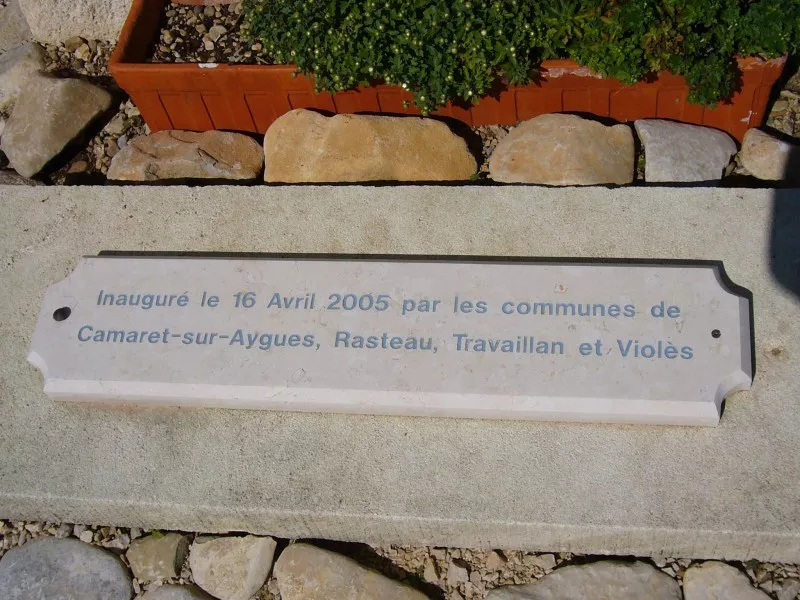 Inauguré le 16 Avril 2005 par les communes de
Camaret-sur-Aygues, Rasteau, Travaillan et Violès